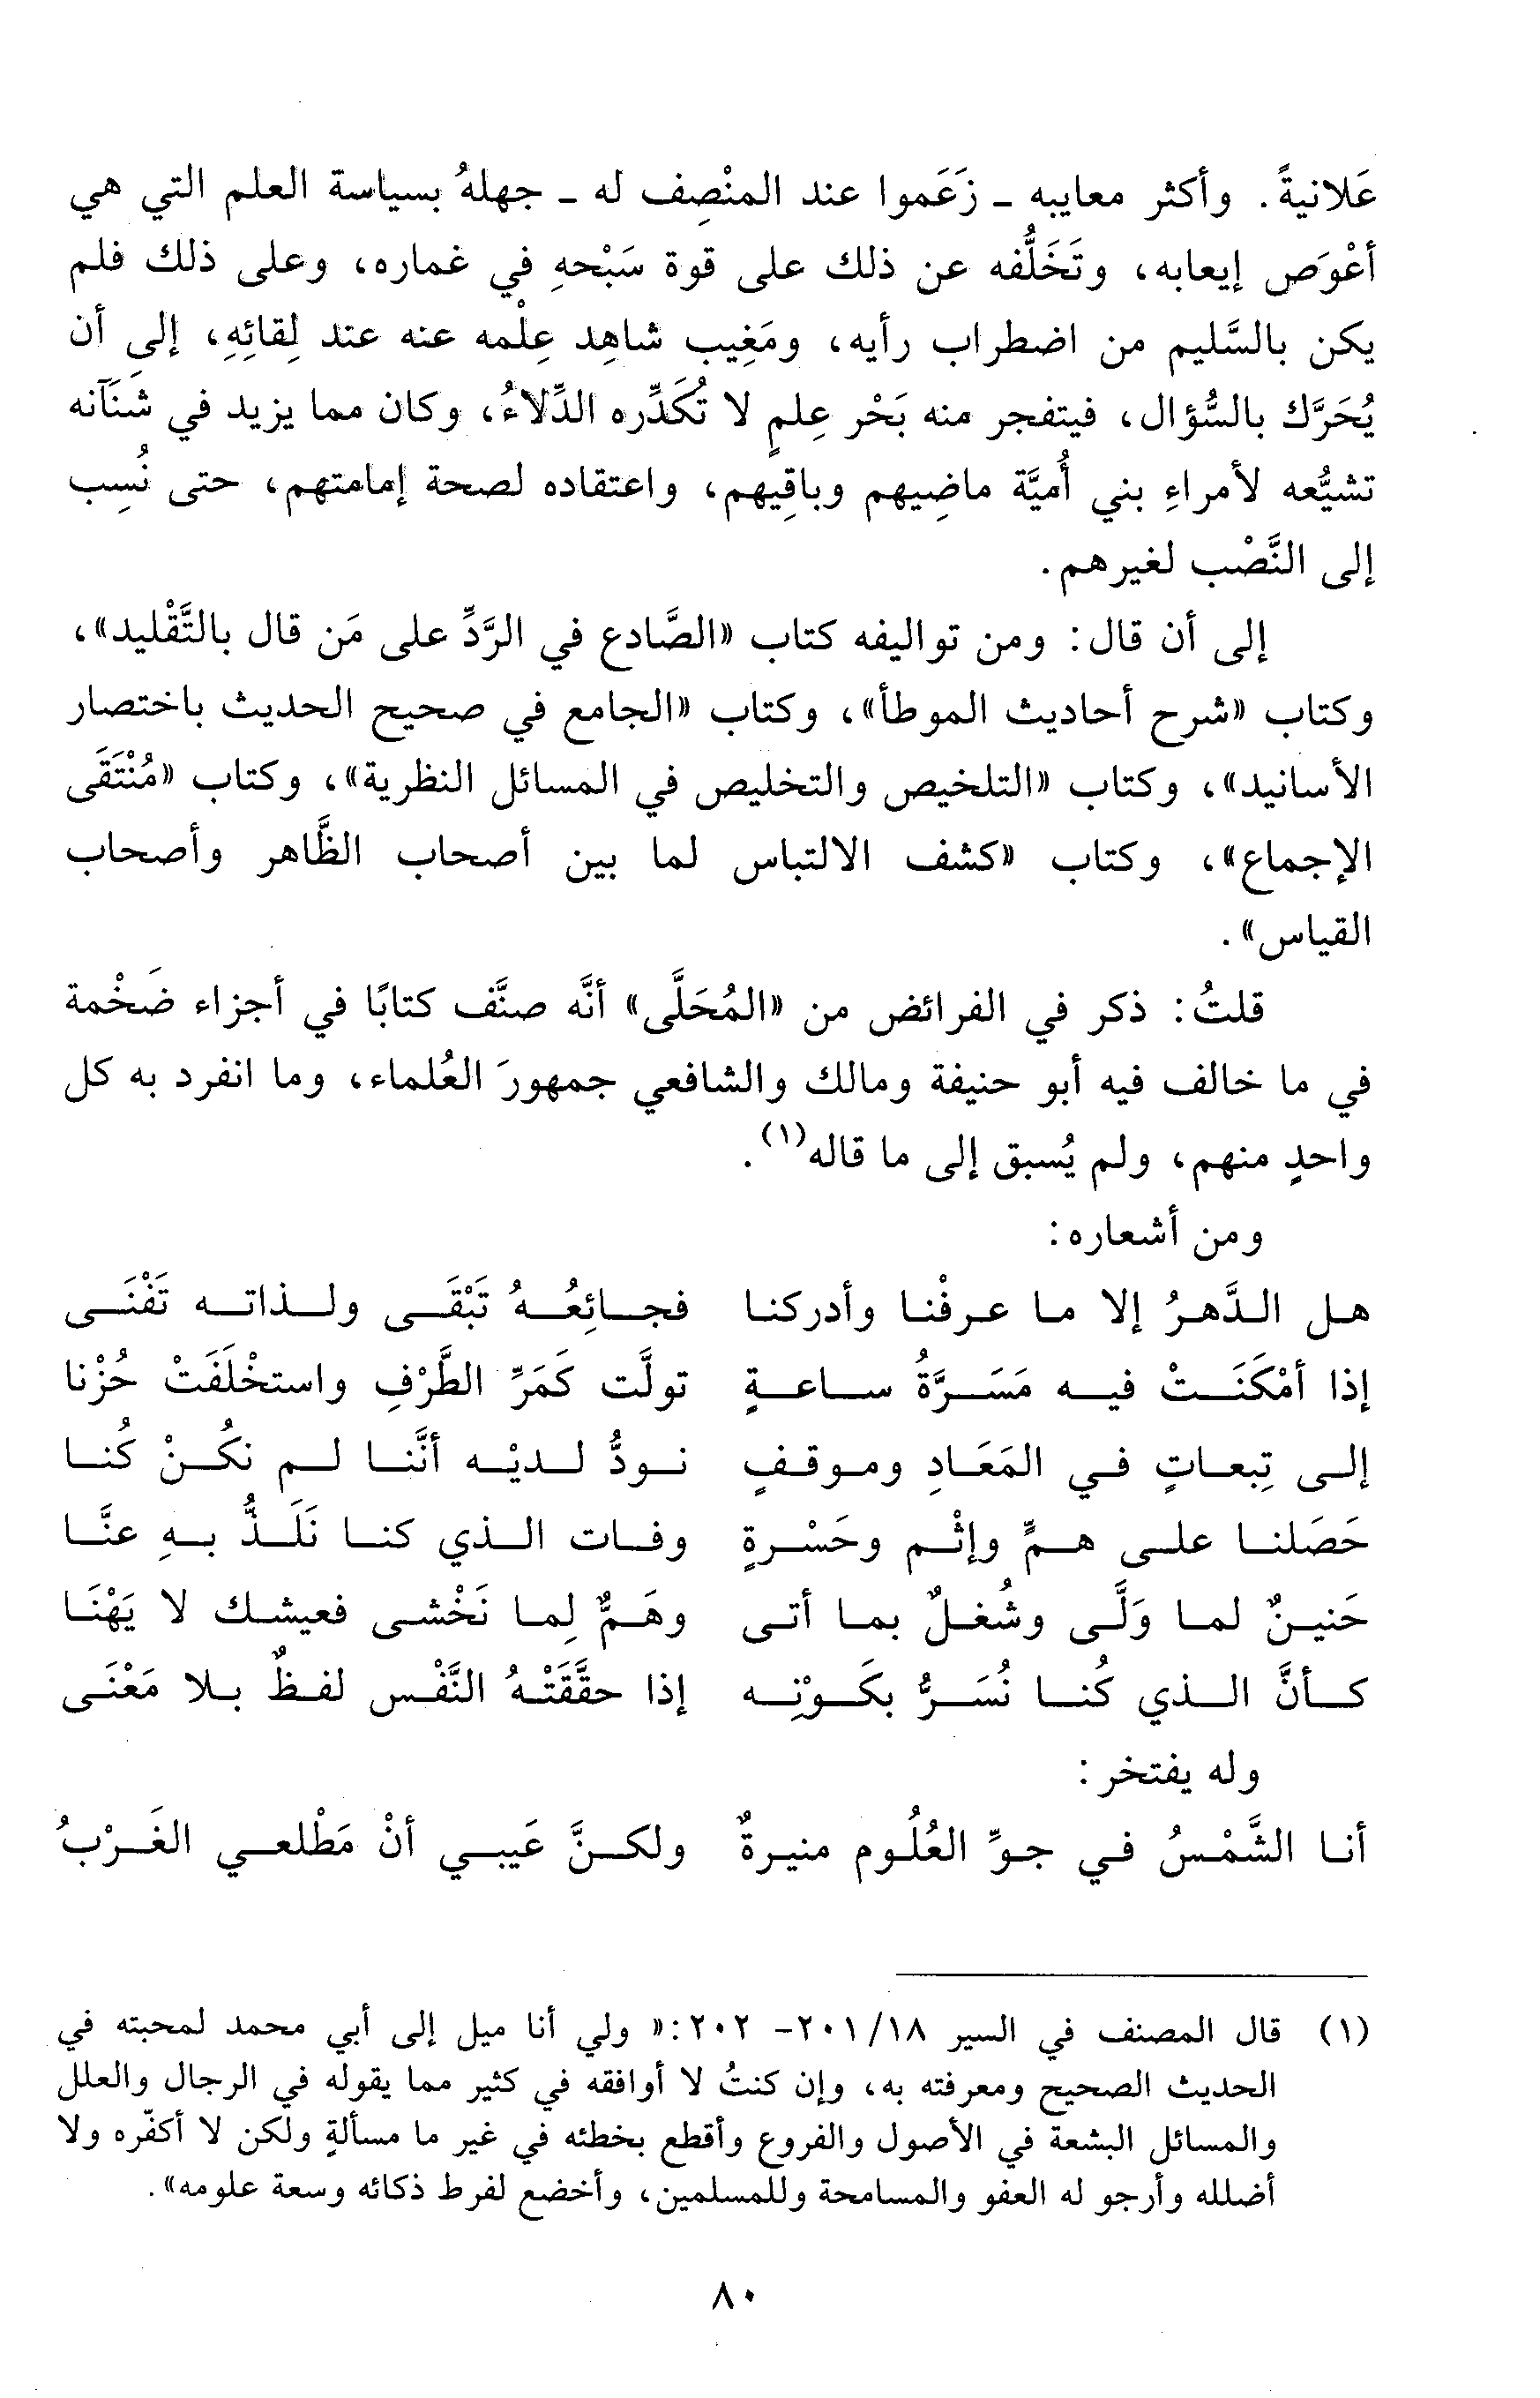 عَلانيةً. وأكثر معايبه ـ زَعَموا عند المنْصِف له ـ جهلهُ بسياسة العلم التي هي
أعْوَص إيعابه، وتَخَلُّفه عن ذلك على قوة سَبْحهِ في غماره، وعلى ذلك فلم
يكن بالسَّليم من اضطراب رأيه، ومَغِيب شاهِد عِلْمه عنه عند لِقائِهِ، إلى أن
يُحَرَّك بالسُّؤال، فيتفجر منه بَحْر عِلمٍ لا تُكَدِّره الدِّلاءُ، وكان مما يزيد في شَنَآنه
تشيُّعه لأمراءِ بني أُميَّة ماضِيهم وباقِيهم، واعتقاده لصحة إمامتهم، حتى نُسِب
إلى النَّصْب لغيرهم.
إلى أن قال: ومن تواليفه كتاب «الصَّادع في الرَّدِّ على مَن قال بالتَّقْليد»،
وكتاب «شرح أحاديث الموطأ»، وكتاب «الجامع في صحيح الحديث باختصار
الأسانيد»، وكتاب «التلخيص والتخليص في المسائل النظرية»، وكتاب «مُنْتَقَى
الإجماع»، وكتاب «كشف الالتباس لما بين أصحاب الظَّاهر وأصحاب
القياس».
قلتُ: ذكر في الفرائض من «المُحَلَّى» أنَّه صنَّف كتابًا في أجزاء ضَخْمة
في ما خالف فيه أبو حنيفة ومالك والشافعي جمهورَ العُلماء، وما انفرد به كل
واحدٍ منهم، ولم يُسبق إلى ما قاله(١).
ومن أشعاره:
هل الدَّهرُ إلا ما عرفْنا وأدركنا فجائِعُهُ تَبْقَى ولذاته تَفْنَى
إذا أمْكَنَتْ فيه مَسَرَّةُ ساعةٍ تولَّت كَمَرِّ الطَّرْفِ واستخْلَفَتْ حُزْنا
إلى تِبعاتٍ في المَعَادِ وموقفٍ نودُّ لديْه أنَّنا لم نكُنْ كُنا
حَصَلنا على همٍّ وإثْم وحَسْرةٍ وفات الذي كنا نَلَذُّ بهِ عنَّا
حَنينٌ لما وَلَّى وشُغلٌ بما أتى وهَمٌّ لِما نَخْشى فعيشك لا يَهْنَا
كأنَّ الذي كُنا نُسَرُّ بكَوْنِه إذا حقَّقَتْهُ النَّفْس لفظٌ بلا مَعْنَى
وله يفتخر:
أنا الشَّمْسُ في جوِّ العُلُوم منيرةٌ ولكنَّ عَيبي أنْ مَطْلعي الغَرْبُ
(١) قال المصنف في السير ١٨/ ٢٠١- ٢٠٢:« ولي أنا ميل إلى أبي محمد لمحبته في
الحديث الصحيح ومعرفته به، وإن كنتُ لا أوافقه في كثير مما يقوله في الرجال والعلل
والمسائل البشعة في الأصول والفروع وأقطع بخطئه في غير ما مسألةٍ ولكن لا أكفّره ولا
أضلله وأرجو له العفو والمسامحة وللمسلمين، وأخضع لفرط ذكائه وسعة علومه».
٨٠